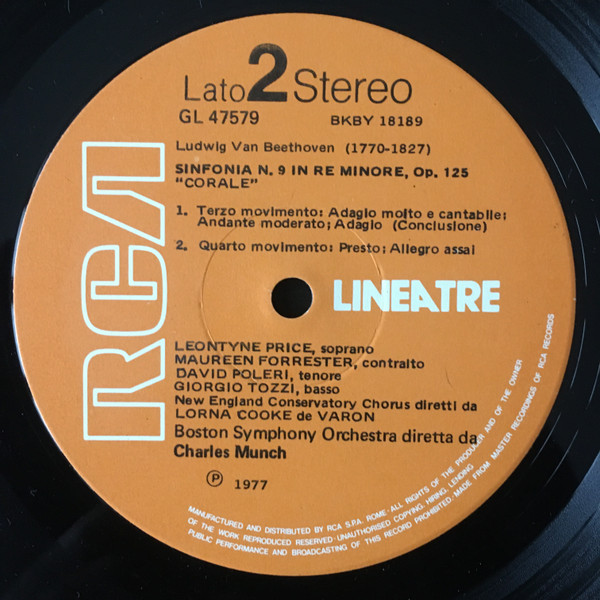 Lato 2 Stereo
GL 47579 BKBY 18189
Ludwig Van Beethoven (1770-1827)
SINFONIA N. 9 IN RE MINORE, Op. 125
"CORALE"
1. Terzo movimento: Adagio molto e cantabile;
Andante moderato; Adagio (Conclusione)
2. Quarto movimento: Presto; Allegro assai
RCA
LINEATRE
LEONTYNE PRICE, soprano
MAUREEN FORRESTER, contralto
DAVID POLERI, tenore
GIORGIO TOZZI, basso
New England Conservatory Chorus diretti da
LORNA COOKE de VARON
Boston Symphony Orchestra diretta da
Charles Munch
Ⓟ 1977
MANUFACTURED AND DISTRIBUTED BY RCA S.P.A. ROME·ALL RIGHTS OF THE PRODUCER AND OF THE OWNER
OF THE WORK REPRODUCED RESERVED·UNAUTHORISED COPYING, HIRING, LENDING
PUBLIC PERFORMANCE AND BROADCASTING OF THIS RECORD PROHIBITED·MADE FROM MASTER RECORDINGS OF RCA RECORDS